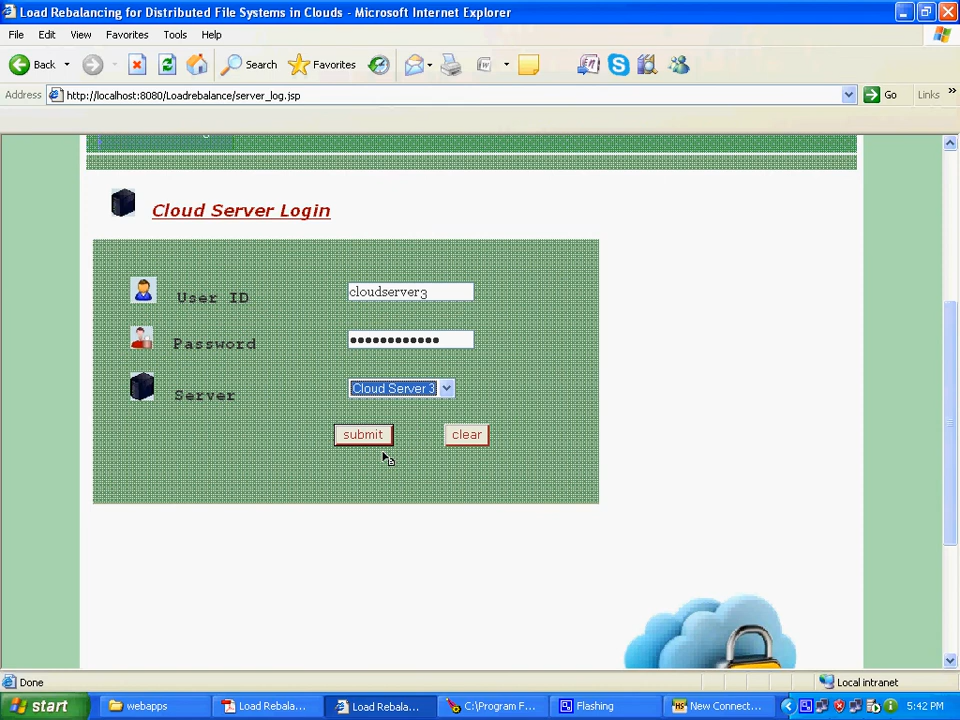 Load Rebalancing for Distributed File Systems in Clouds - Microsoft Internet Explorer
File Edit View Favorites Tools Help
Back Search Favorites
Address http://localhost:8080/Loadrebalance/server_log.jsp Go Links »
Cloud Server Login
User ID cloudserver3
Password ●●●●●●●●●●●●
Server Cloud Server 3
submit clear
Done Local intranet
start webapps Load Rebala... Load Rebala... C:\Program F... Flashing New Connect... 5:42 PM